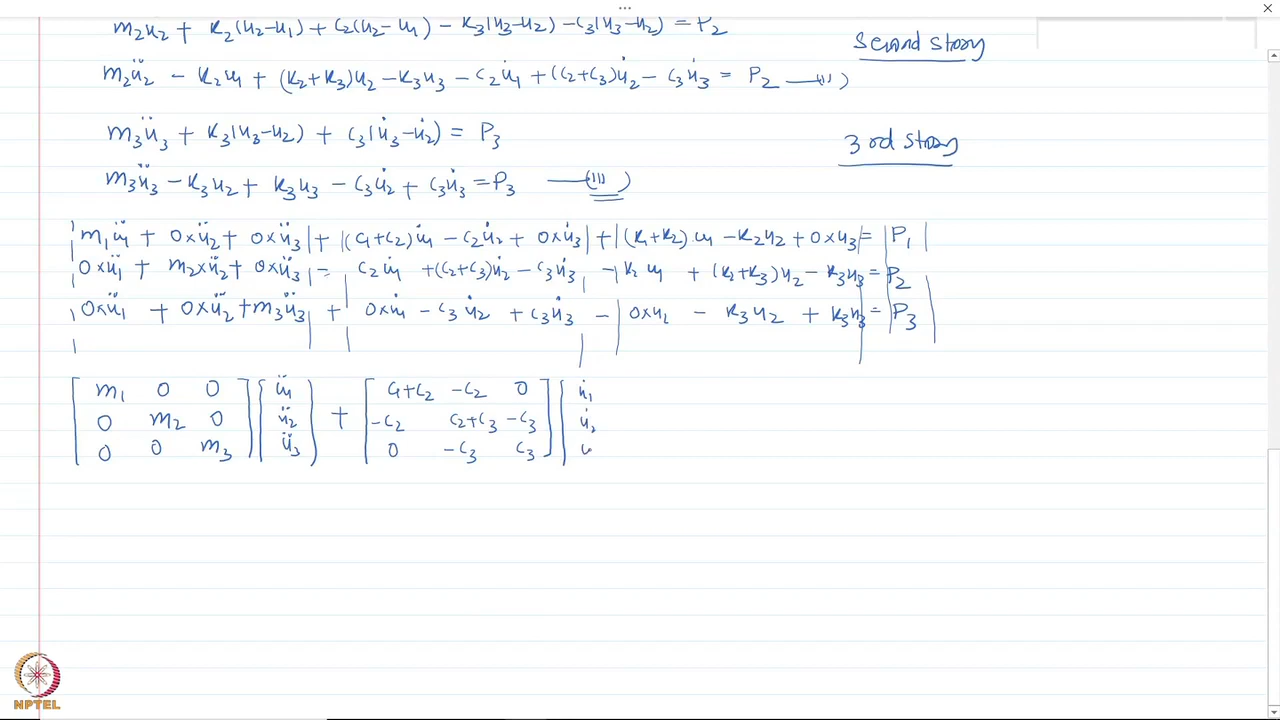 m₂ü₂ + k₂(u₂-u₁) + c₂(u̇₂-u̇₁) - k₃(u₃-u₂) - c₃(u̇₃-u̇₂) = P₂
Second story
m₂ü₂ - k₂u₁ + (k₂+k₃)u₂ - k₃u₃ - c₂u̇₁ + (c₂+c₃)u̇₂ - c₃u̇₃ = P₂ —(11)
m₃ü₃ + k₃(u₃-u₂) + c₃(u̇₃-u̇₂) = P₃
3rd story
m₃ü₃ - k₃u₂ + k₃u₃ - c₃u̇₂ + c₃u̇₃ = P₃ —(111)
| m₁ü₁ + 0×ü₂ + 0×ü₃ | + | (c₁+c₂)u̇₁ - c₂u̇₂ + 0×u̇₃ | + | (k₁+k₂).u₁ - k₂u₂ + 0×u₃ | = | P₁ |
0×ü₁ + m₂×ü₂ + 0×ü₃ | = | c₂u̇₁ + (c₂+c₃)u̇₂ - c₃u̇₃ | - k₂u₁ + (k₂+k₃)u₂ - k₃u₃ = P₂
0×ü₁ + 0×ü₂ + m₃ü₃ | + | 0×u̇₁ - c₃u̇₂ + c₃u̇₃ - | 0×u₁ - k₃u₂ + k₃u₃ = P₃
[ m₁ 0 0 ] [ ü₁ ] [ c₁+c₂ -c₂ 0 ] [ u̇₁
[ 0 m₂ 0 ] [ ü₂ ] + [ -c₂ c₂+c₃ -c₃ ] [ u̇₂
[ 0 0 m₃ ] [ ü₃ ] [ 0 -c₃ c₃ ] [ u
NPTEL